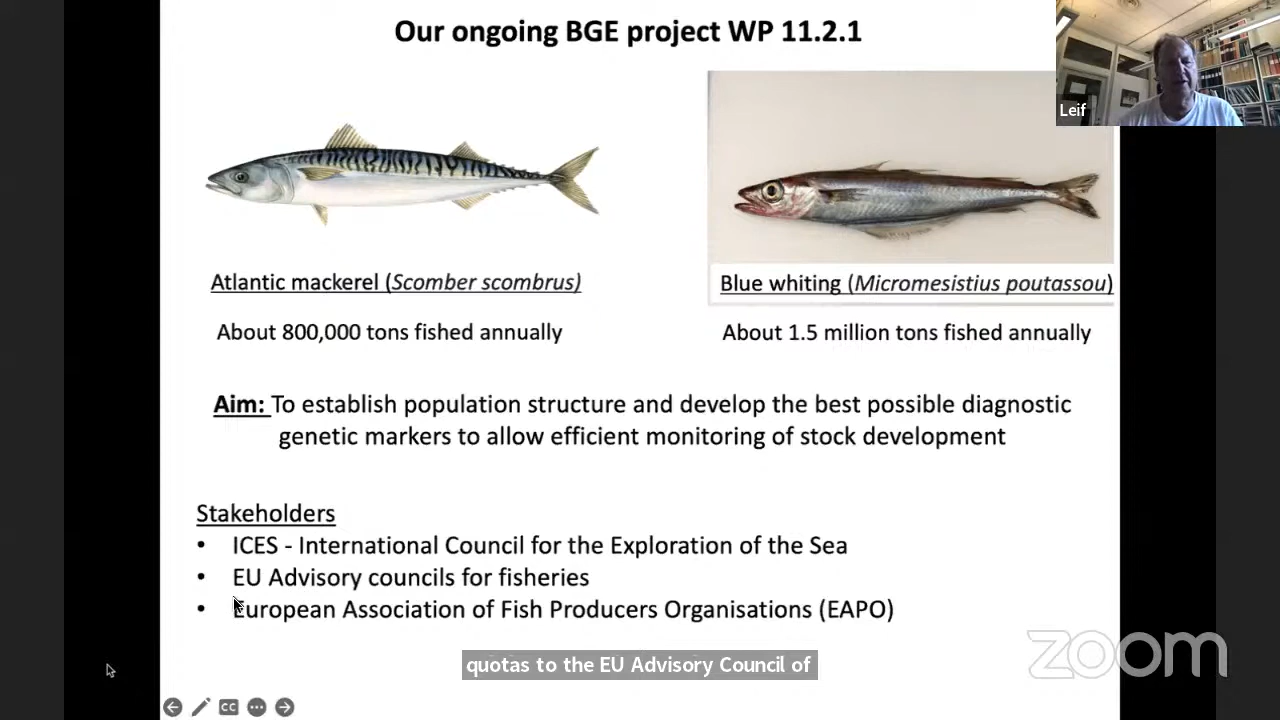 Our ongoing BGE project WP 11.2.1
Leif
Atlantic mackerel (Scomber scombrus)
Blue whiting (Micromesistius poutassou)
About 800,000 tons fished annually
About 1.5 million tons fished annually
Aim: To establish population structure and develop the best possible diagnostic
genetic markers to allow efficient monitoring of stock development
Stakeholders
• ICES - International Council for the Exploration of the Sea
• EU Advisory councils for fisheries
• European Association of Fish Producers Organisations (EAPO)
quotas to the EU Advisory Council of
zoom
CC